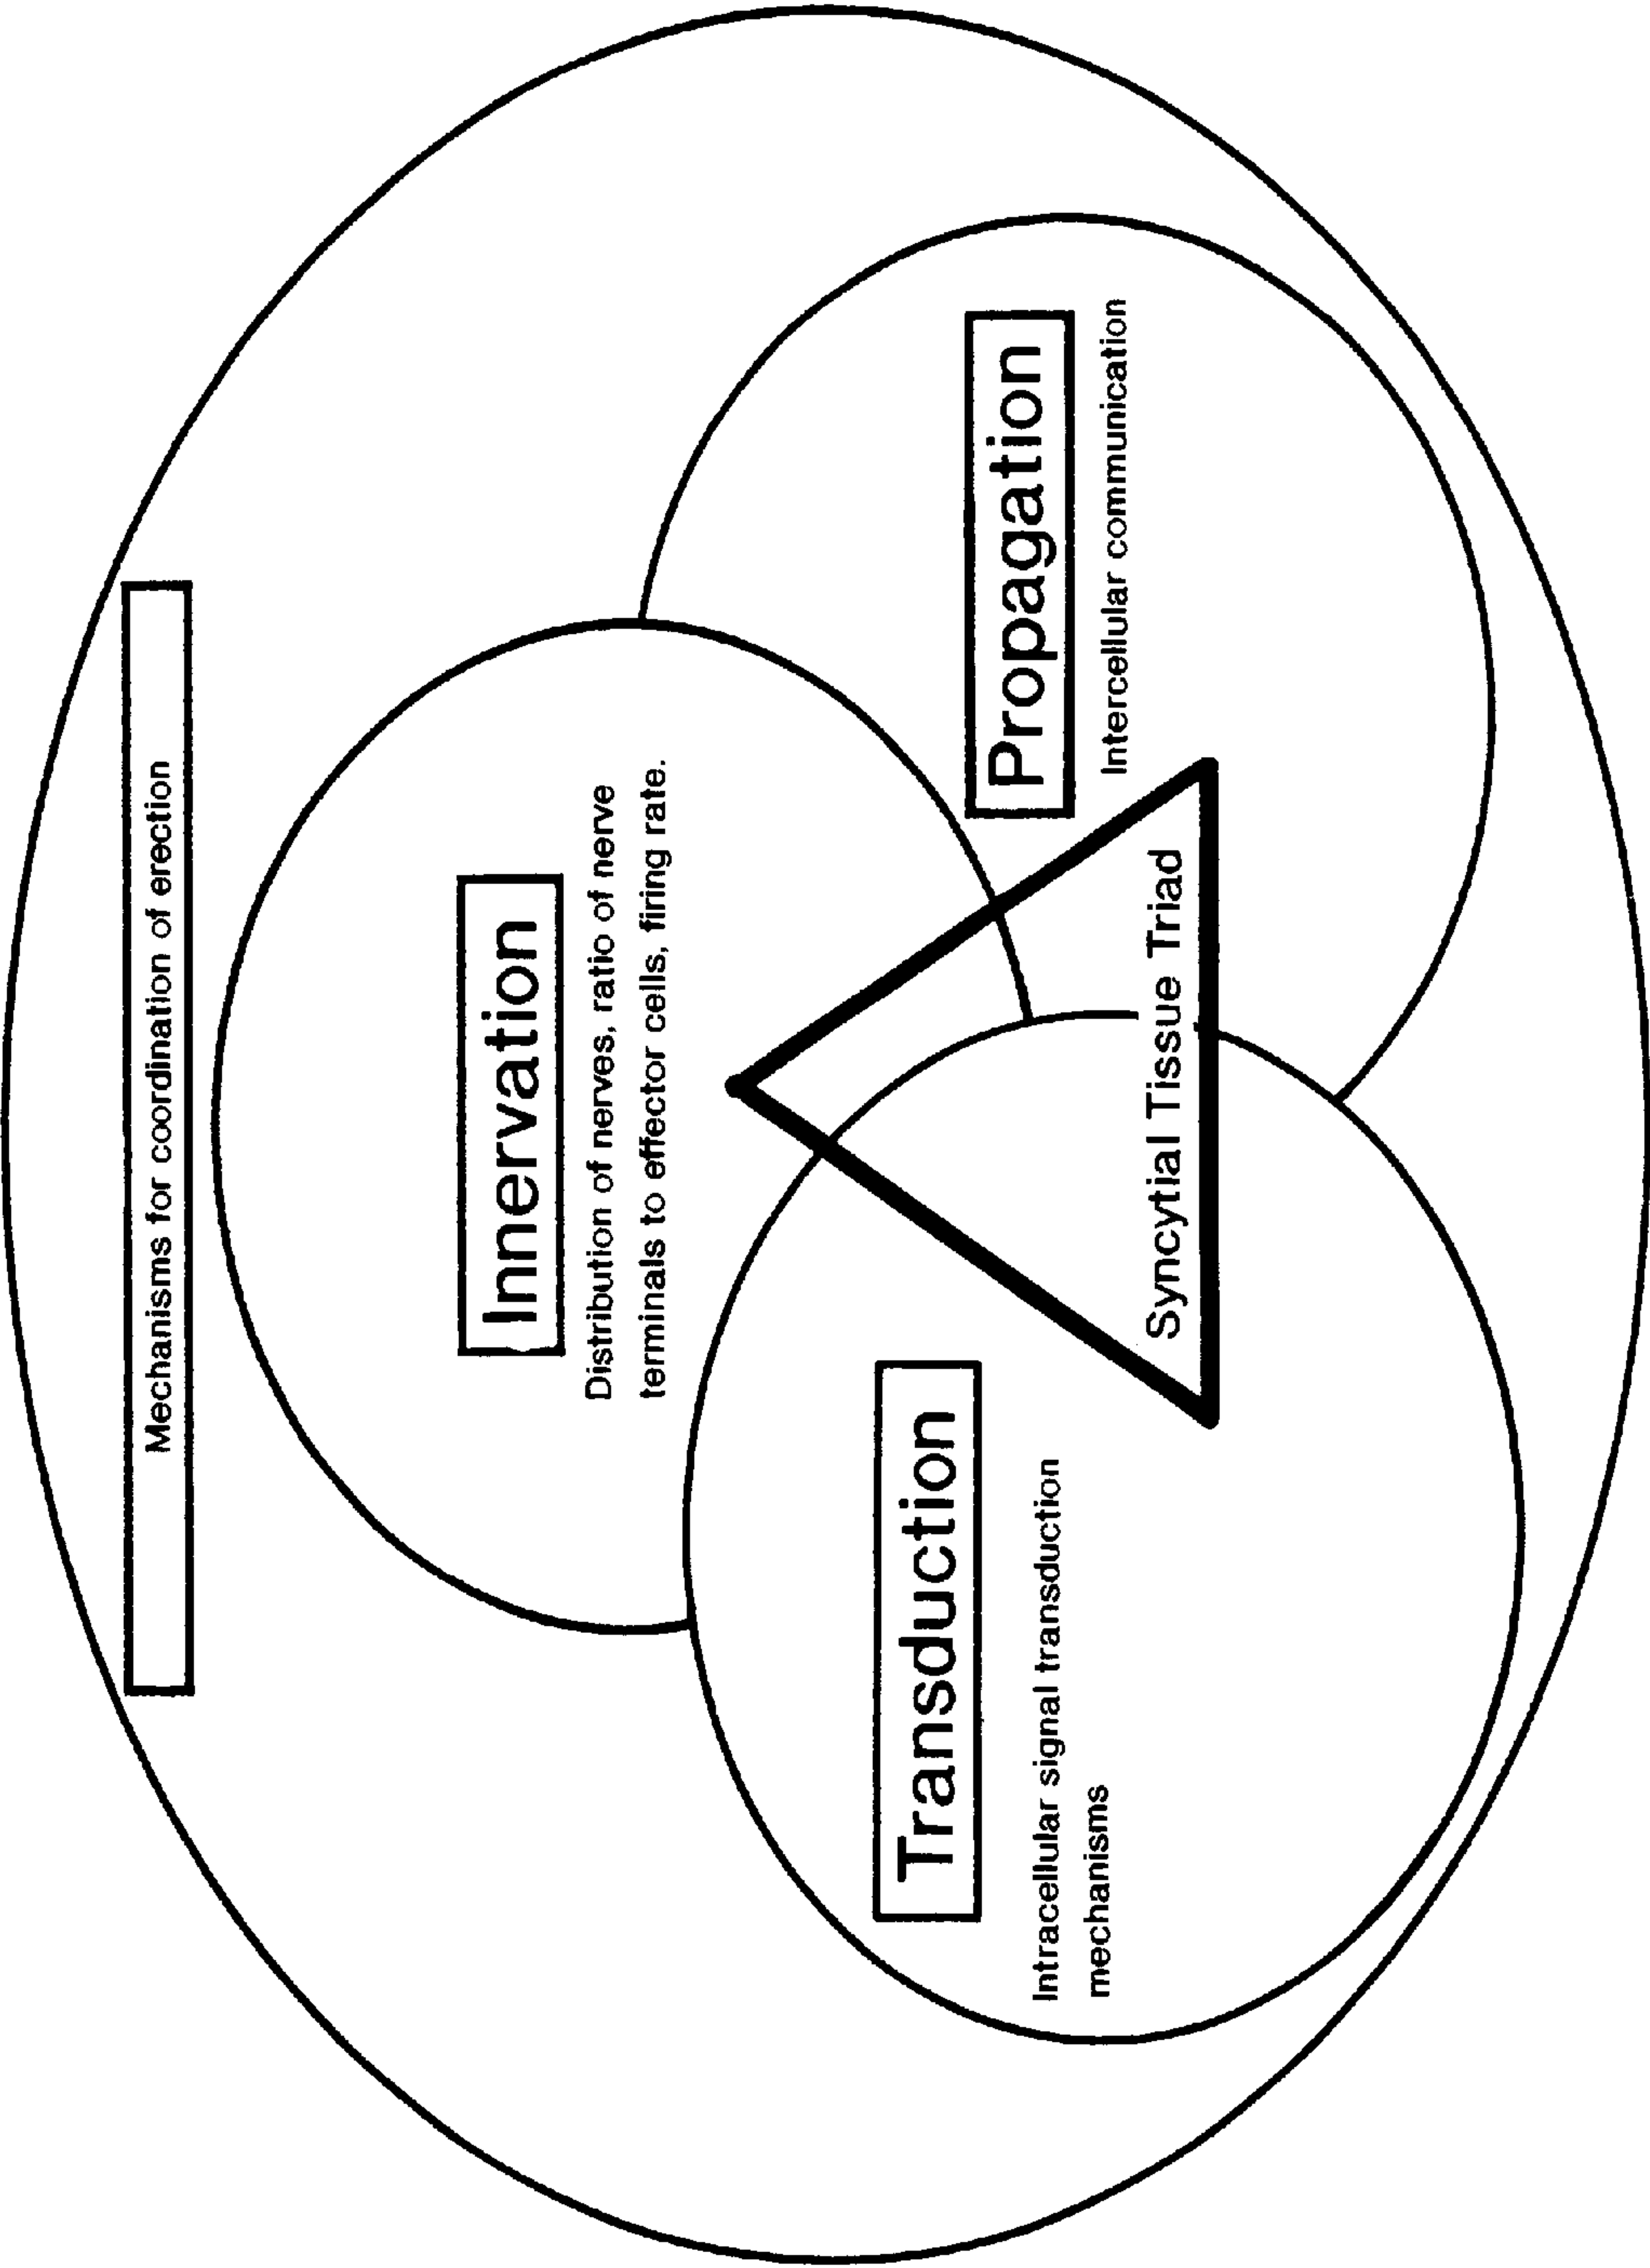 Mechanisms for coordination of erection
Innervation
Distribution of nerves, ratio of nerve
terminals to effector cells, firing rate.
Transduction
Intracellular signal transduction
mechanisms
Propagation
Intercellular communication
Syncytial Tissue Triad